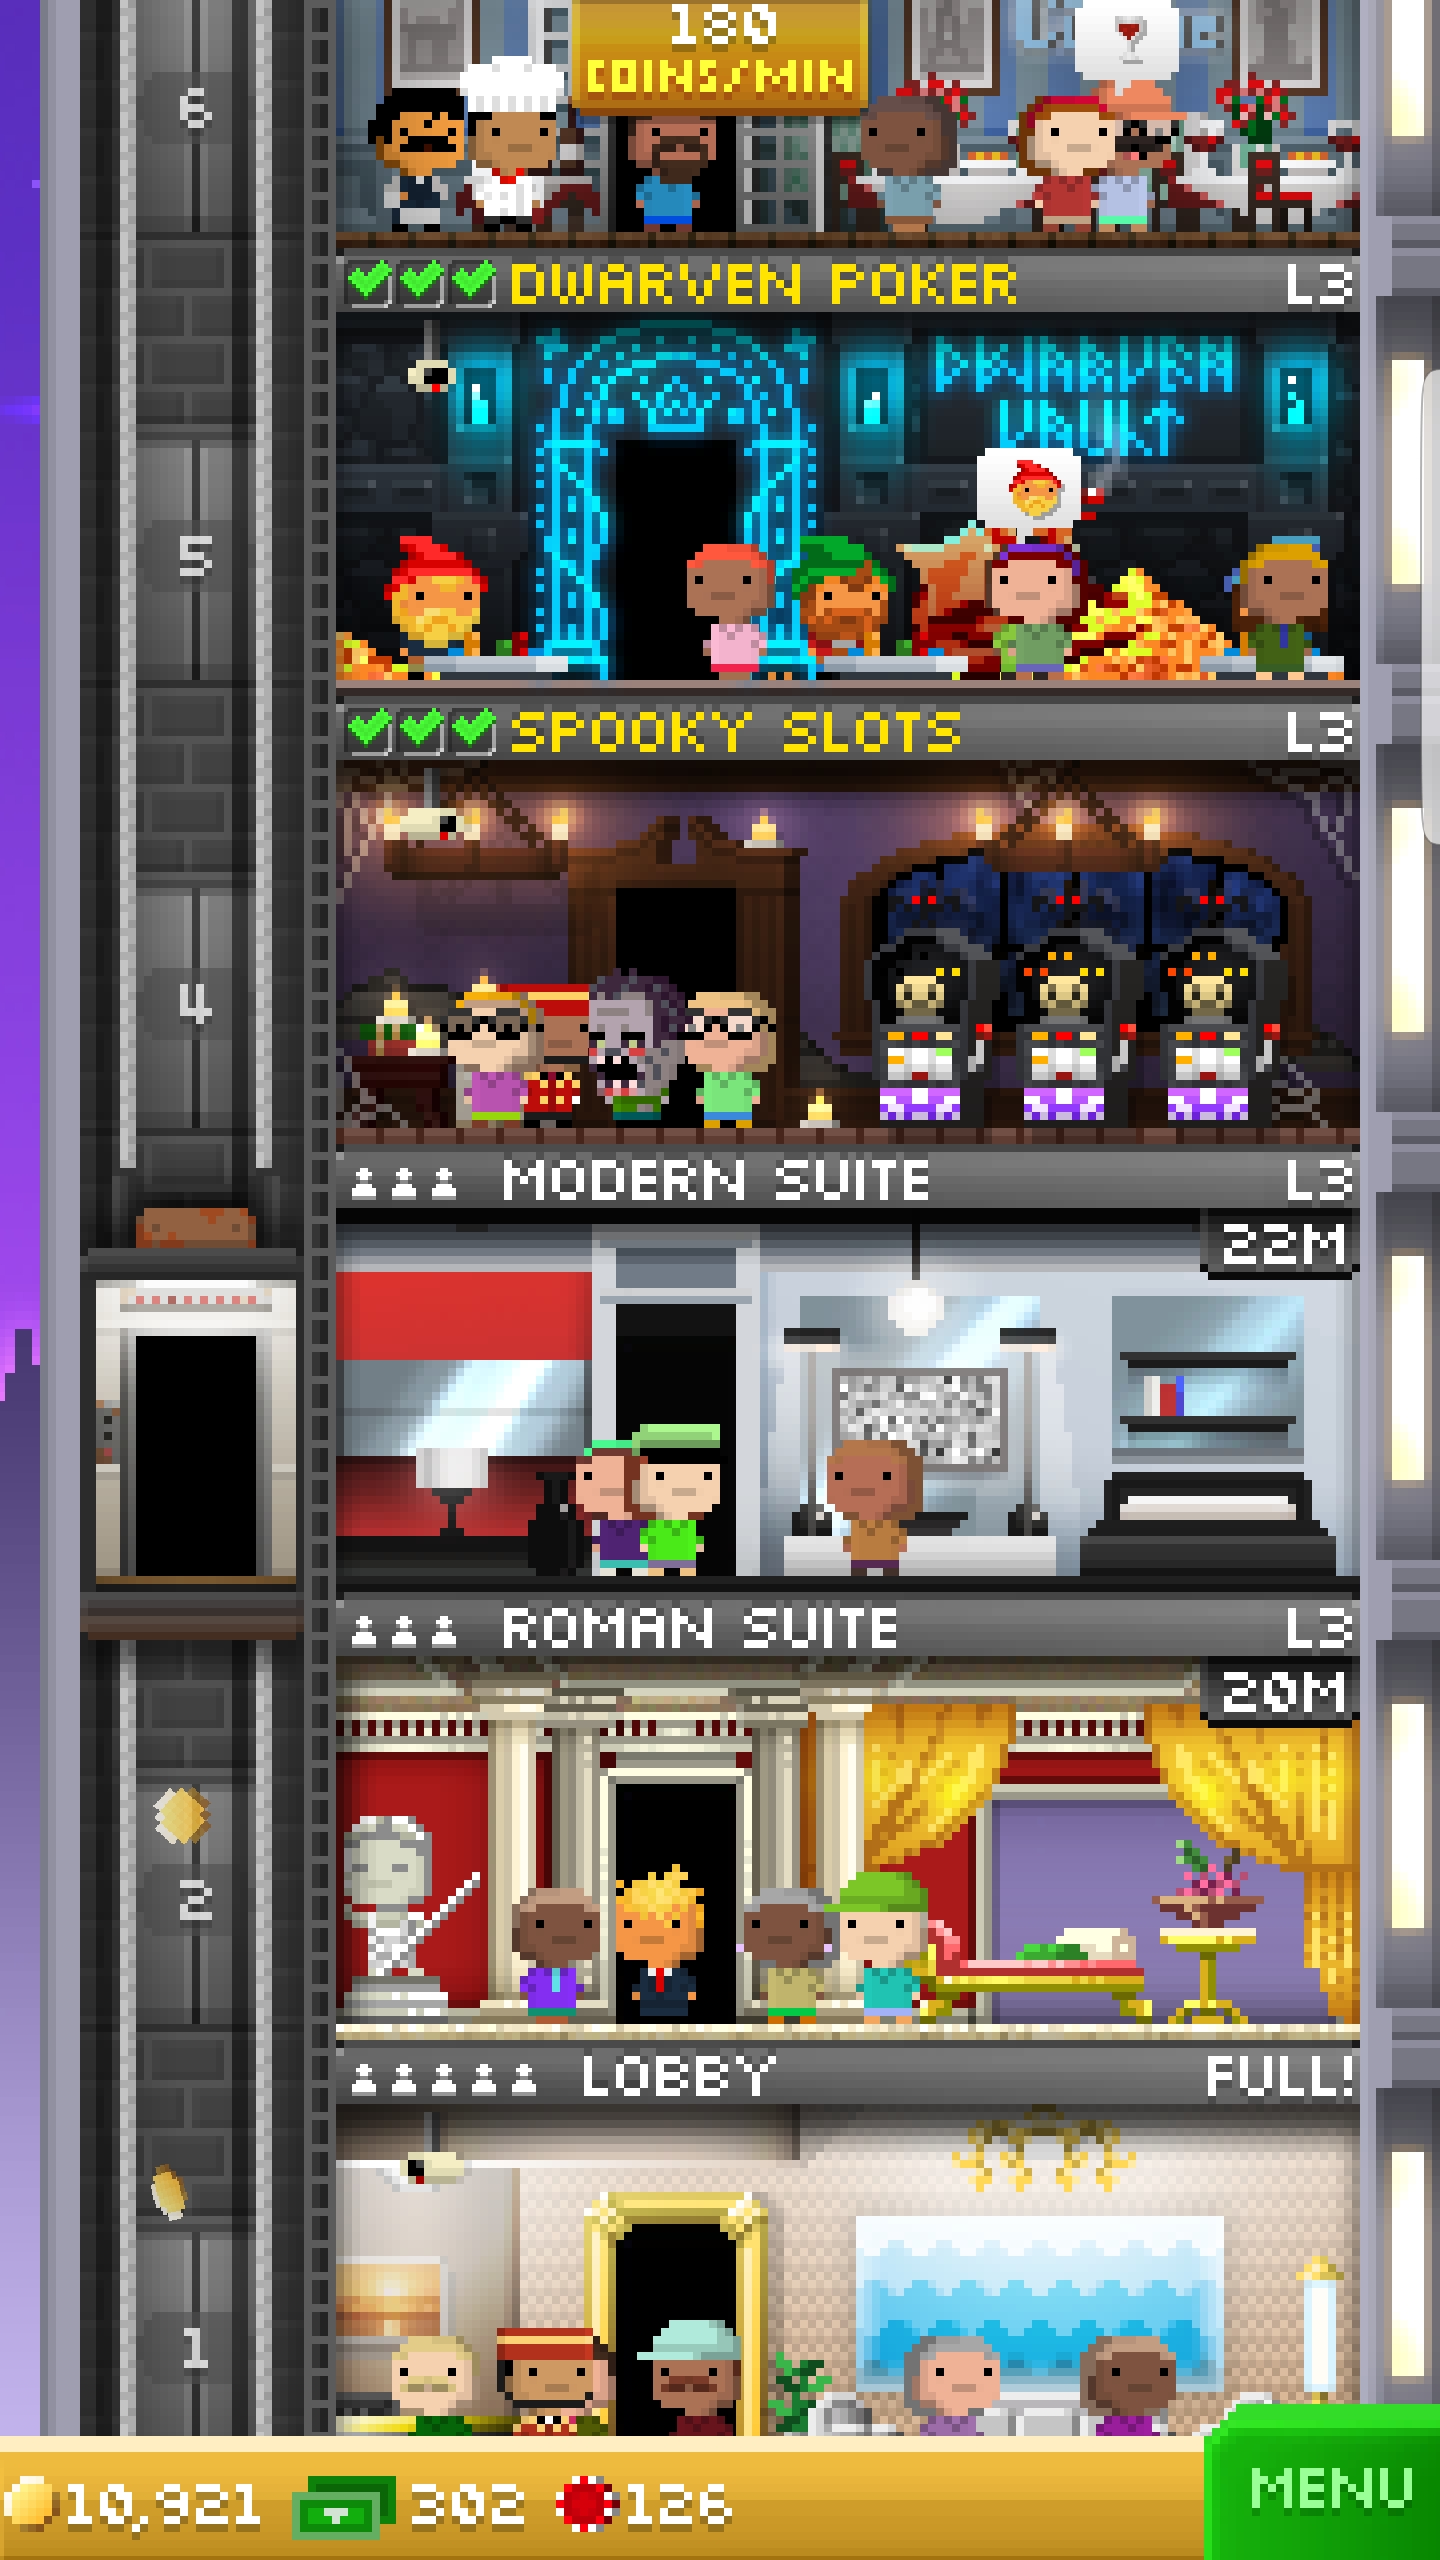 180
COINS/MIN
6
DWARVEN POKER L3
DWARVEN
VAULT
5
SPOOKY SLOTS L3
4
MODERN SUITE L3
22M
ROMAN SUITE L3
20M
2
LOBBY FULL!
1
10,921 302 126
MENU